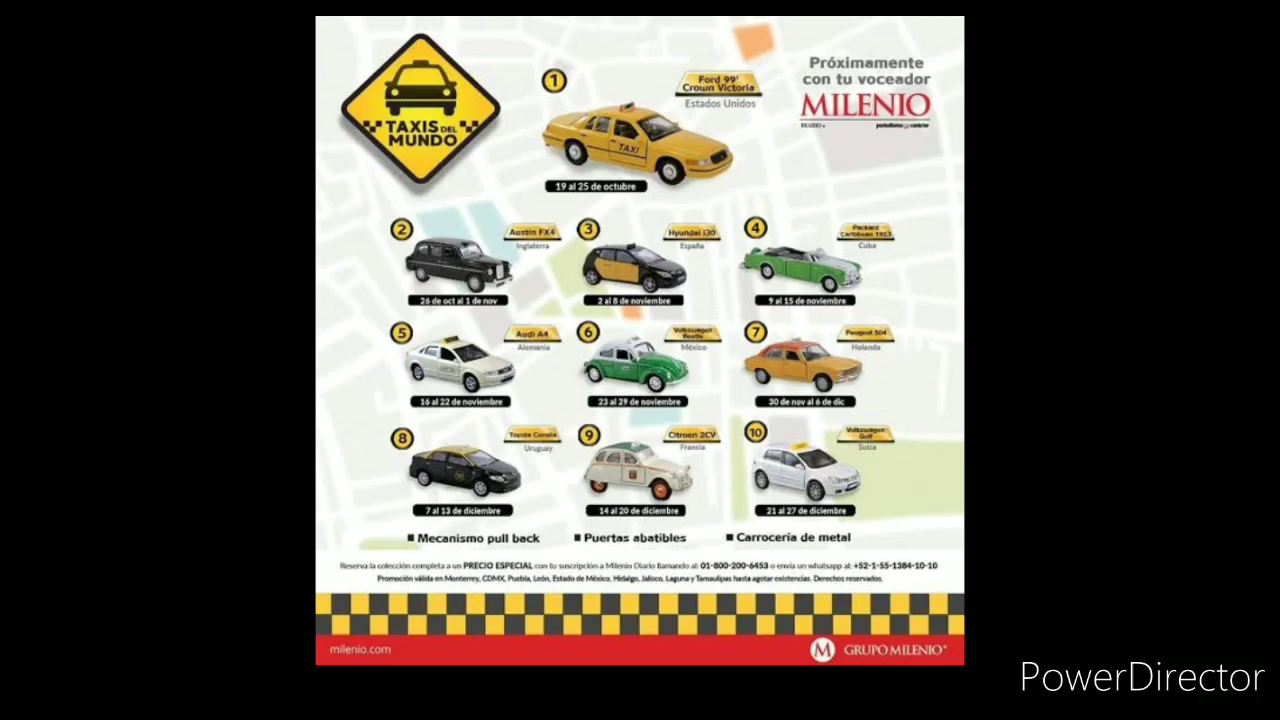 TAXIS DEL
MUNDO
1
Ford 99'
Crown Victoria
Estados Unidos
TAXI
19 al 25 de octubre
Próximamente
con tu voceador
MILENIO
DIARIO
periodismo con carácter
2
Austin FX4
Inglaterra
26 de oct al 1 de nov
3
Hyundai i30
España
2 al 8 de noviembre
4
Packard
Caribbean 1953
Cuba
9 al 15 de noviembre
5
Audi A4
Alemania
16 al 22 de noviembre
6
Volkswagen
Beetle
México
23 al 29 de noviembre
7
Peugeot 504
Holanda
30 de nov al 6 de dic
8
Toyota Corolla
Uruguay
7 al 13 de diciembre
9
Citroen 2CV
Francia
14 al 20 de diciembre
10
Volkswagen
Golf
Suiza
21 al 27 de diciembre
■ Mecanismo pull back
■ Puertas abatibles
■ Carrocería de metal
Reserva la colección completa a un PRECIO ESPECIAL con tu suscripción a Milenio Diario llamando al: 01-800-200-6453 o envía un whatsapp al: +52-1-55-1384-10-10
Promoción válida en Monterrey, CDMX, Puebla, León, Estado de México, Hidalgo, Jalisco, Laguna y Tamaulipas hasta agotar existencias. Derechos reservados.
milenio.com
M GRUPO MILENIO®
PowerDirector